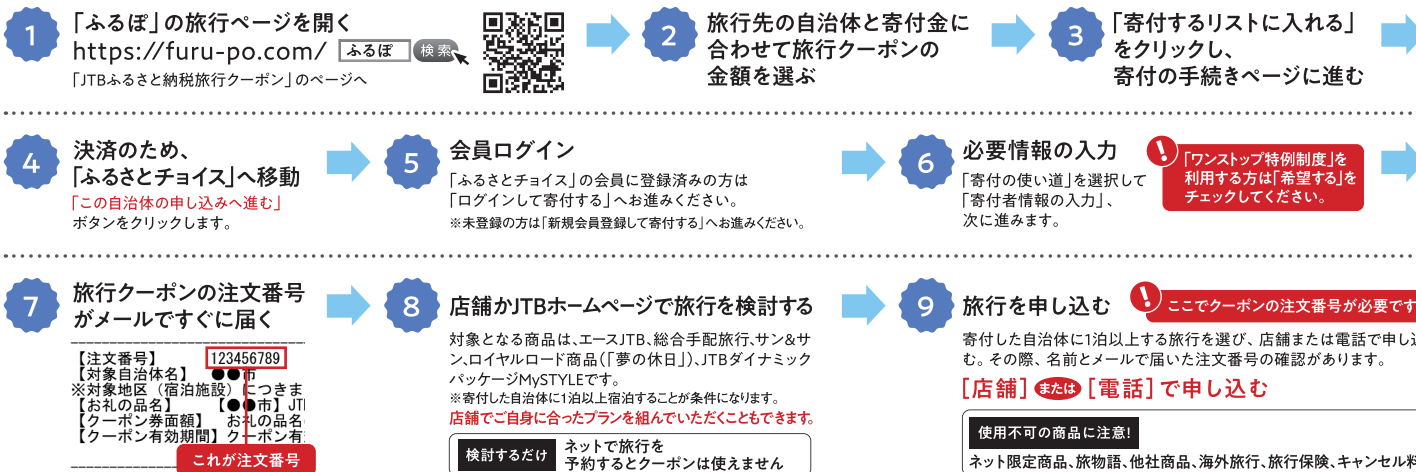 1
「ふるぽ」の旅行ページを開く
https://furu-po.com/ ふるぽ 検索
「JTBふるさと納税旅行クーポン」のページへ
2
旅行先の自治体と寄付金に
合わせて旅行クーポンの
金額を選ぶ
3
「寄付するリストに入れる」
をクリックし、
寄付の手続きページに進む
4
決済のため、
「ふるさとチョイス」へ移動
「この自治体の申し込みへ進む」
ボタンをクリックします。
5
会員ログイン
「ふるさとチョイス」の会員に登録済みの方は
「ログインして寄付する」へお進みください。
※未登録の方は「新規会員登録して寄付する」へお進みください。
6
必要情報の入力
「寄付の使い道」を選択して
「寄付者情報の入力」、
次に進みます。
!
「ワンストップ特例制度」を
利用する方は「希望する」を
チェックしてください。
7
旅行クーポンの注文番号
がメールですぐに届く
【注文番号】 123456789
【対象自治体名】 ●●市
※対象地区(宿泊施設)につきま
【お礼の品名】 【●●市】JT
【クーポン券面額】 お礼の品名
【クーポン有効期間】クーポン有
これが注文番号
8
店舗かJTBホームページで旅行を検討する
対象となる商品は、エースJTB、総合手配旅行、サン&サ
ン、ロイヤルロード商品(「夢の休日」)、JTBダイナミック
パッケージMySTYLEです。
※寄付した自治体に1泊以上宿泊することが条件になります。
店舗でご自身に合ったプランを組んでいただくこともできます。
検討するだけ ネットで旅行を
予約するとクーポンは使えません
9
旅行を申し込む
! ここでクーポンの注文番号が必要です
寄付した自治体に1泊以上する旅行を選び、店舗または電話で申し込
む。その際、名前とメールで届いた注文番号の確認があります。
[店舗] または [電話] で申し込む
使用不可の商品に注意!
ネット限定商品、旅物語、他社商品、海外旅行、旅行保険、キャンセル料